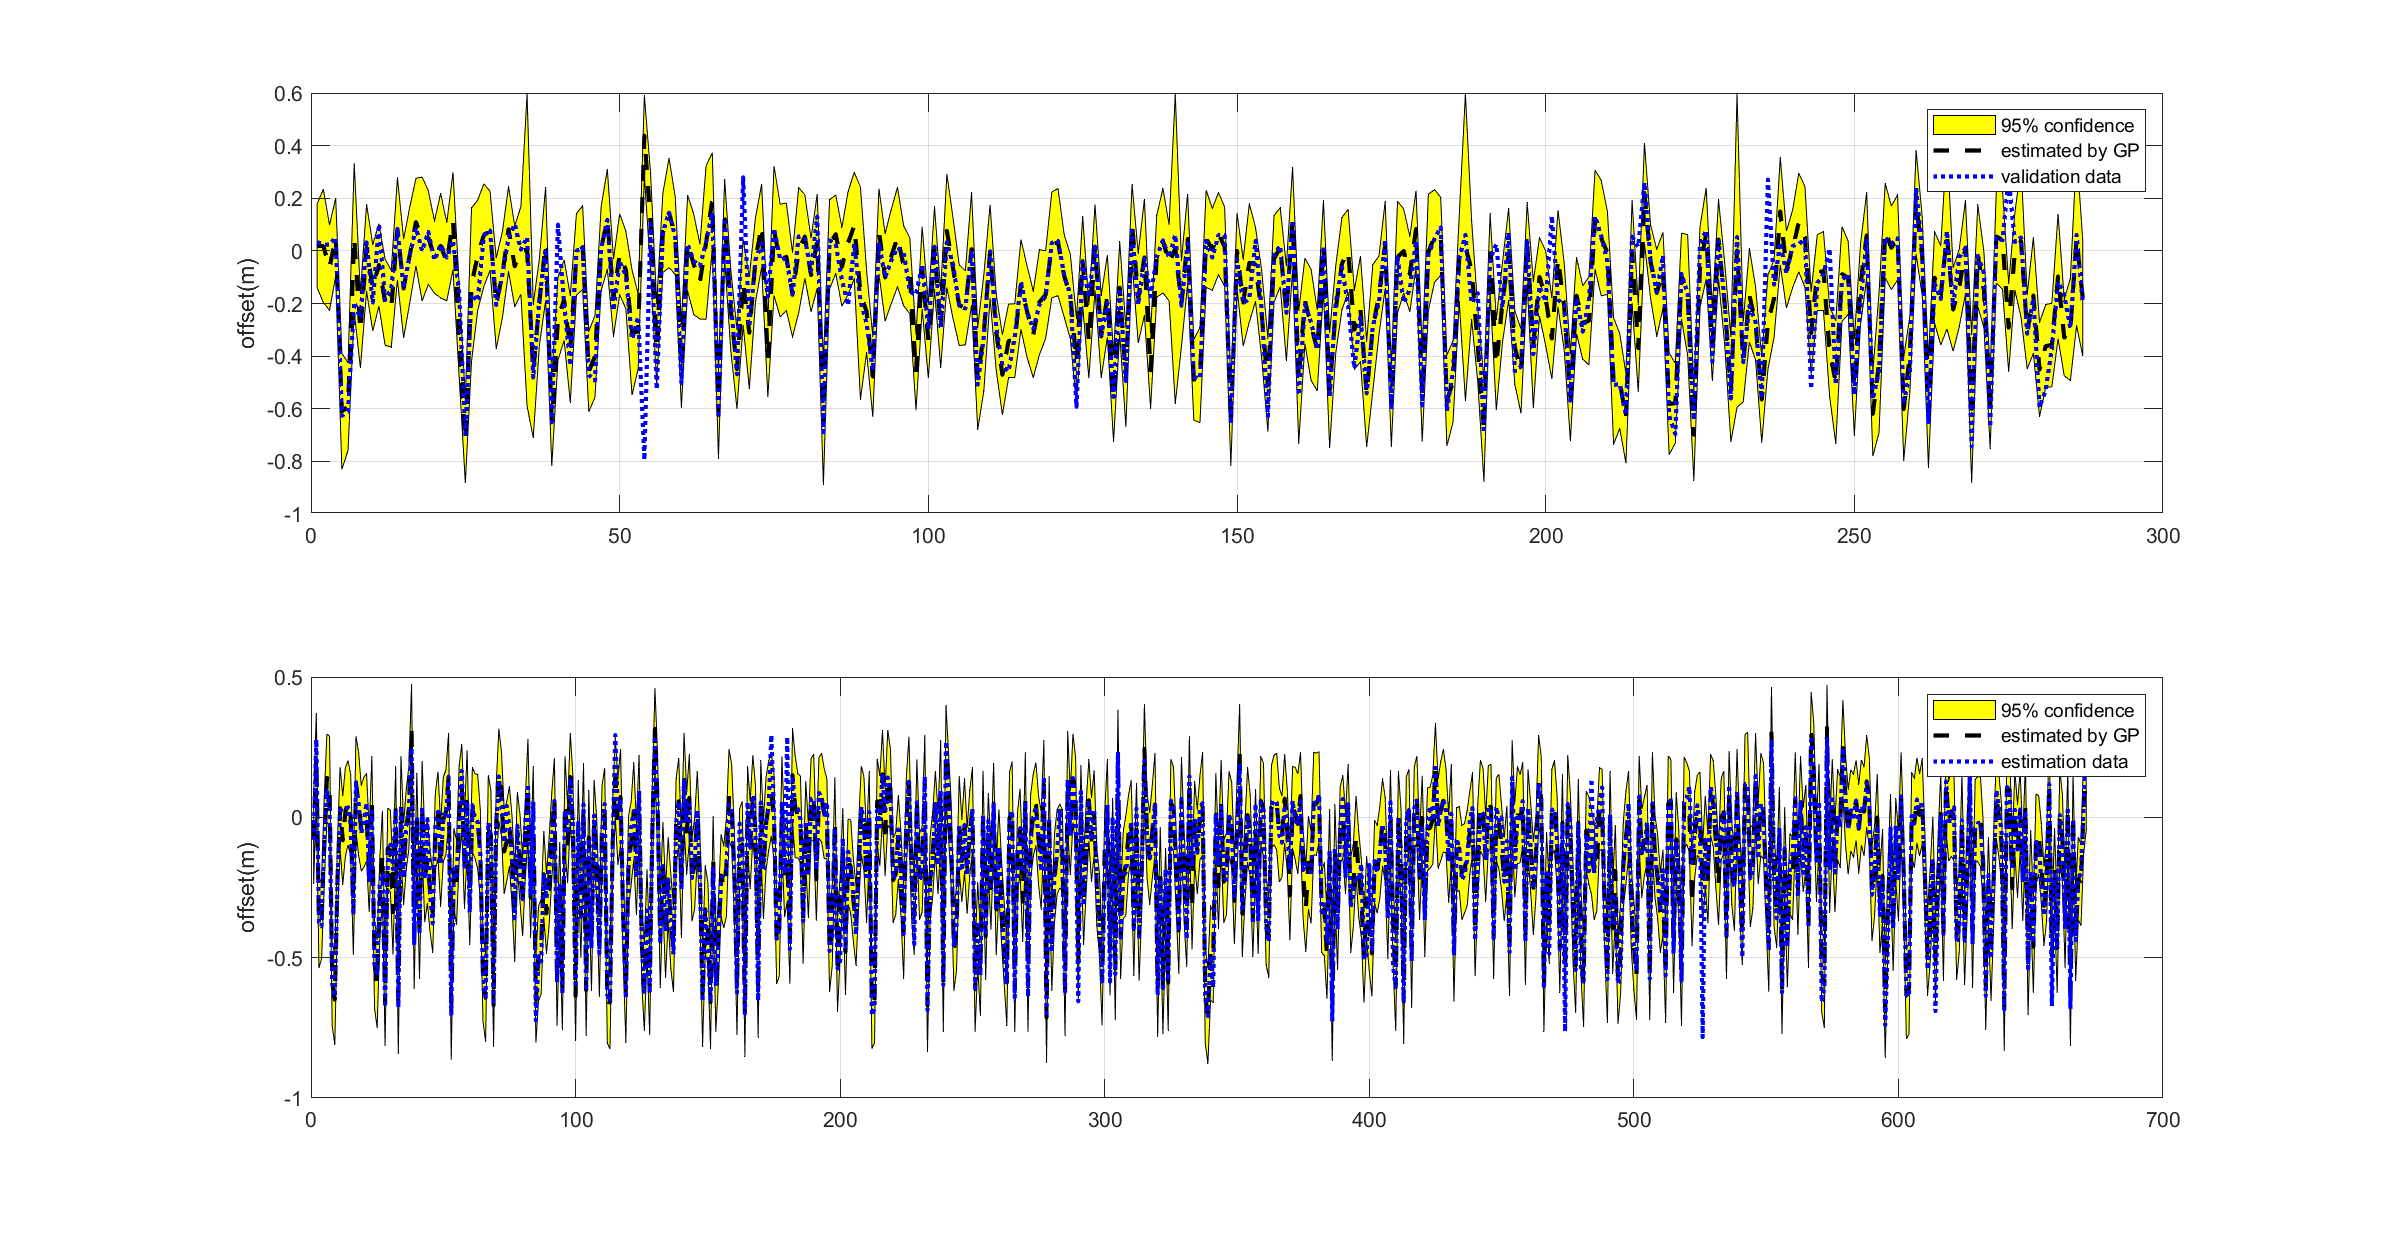 0.6
0.4
0.2
0
-0.2
-0.4
-0.6
-0.8
-1
offset(m)
0 50 100 150 200 250 300
95% confidence
estimated by GP
validation data
0.5
0
-0.5
-1
offset(m)
0 100 200 300 400 500 600 700
95% confidence
estimated by GP
estimation data